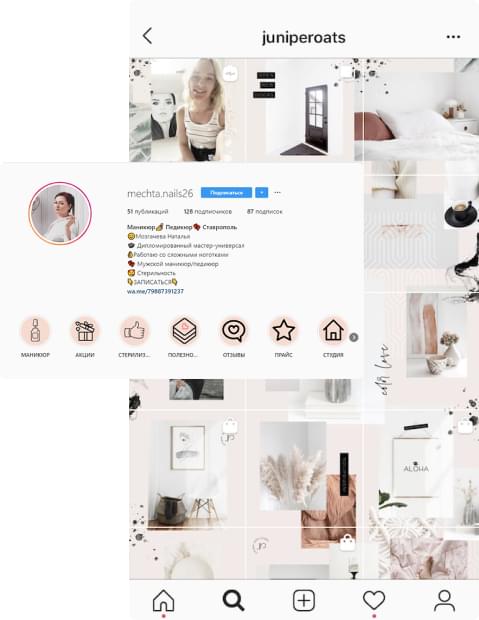 juniperoats
mechta.nails26
Подписаться
51 публикаций 128 подписчиков 87 подписок
Маникюр💅 Педикюр Ставрополь
😊Мозганева Наталья
🎓 Дипломированный мастер-универсал
Работаю со сложными ноготками
Мужской маникюр/педикюр
Стерильность
👇ЗАПИСАТЬСЯ👇
wa.me/79887391237
МАНИКЮР АКЦИИ СТЕРИЛИЗ... ПОЛЕЗНО... ОТЗЫВЫ ПРАЙС СТУДИЯ
ALOHA